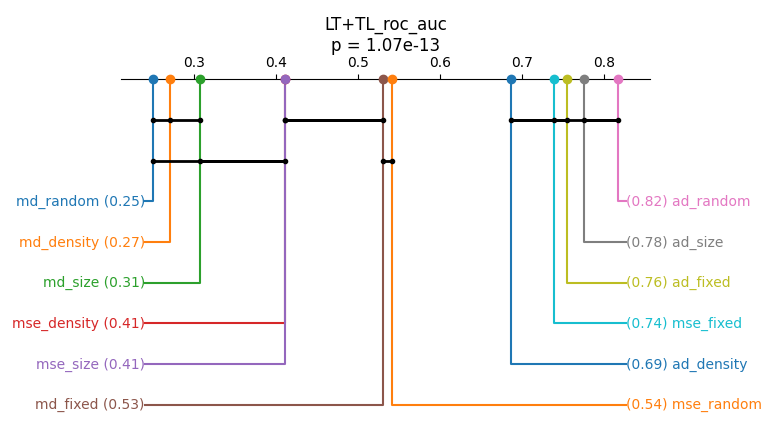 LT+TL_roc_auc
p = 1.07e-13
0.3 0.4 0.5 0.6 0.7 0.8
md_random (0.25) (0.82) ad_random
md_density (0.27) (0.78) ad_size
md_size (0.31) (0.76) ad_fixed
mse_density (0.41) (0.74) mse_fixed
mse_size (0.41) (0.69) ad_density
md_fixed (0.53) (0.54) mse_random